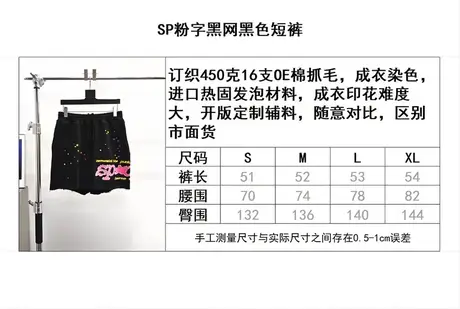 SP粉字黑网黑色短裤
订织450克16支OE棉抓毛，成衣染色，
进口热固发泡材料，成衣印花难度
大，开版定制辅料，随意对比，区别
市面货
尺码 S M L XL
裤长 51 52 53 54
腰围 70 74 78 82
臀围 132 136 140 144
手工测量尺寸与实际尺寸之间存在0.5-1cm误差